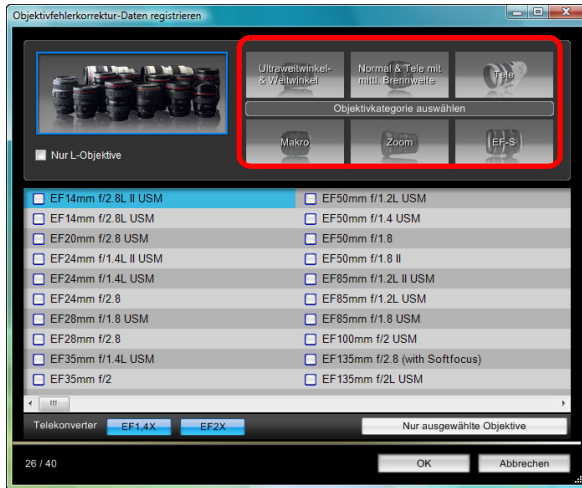 Objektivfehlerkorrektur-Daten registrieren
Ultraweitwinkel-
& Weitwinkel
Normal & Tele mit
mittl. Brennweite
Tele
Objektivkategorie auswählen
Makro
Zoom
EF-S
Nur L-Objektive
EF14mm f/2.8L II USM
EF14mm f/2.8L USM
EF20mm f/2.8 USM
EF24mm f/1.4L II USM
EF24mm f/1.4L USM
EF24mm f/2.8
EF28mm f/1.8 USM
EF28mm f/2.8
EF35mm f/1.4L USM
EF35mm f/2
EF50mm f/1.2L USM
EF50mm f/1.4 USM
EF50mm f/1.8
EF50mm f/1.8 II
EF85mm f/1.2L II USM
EF85mm f/1.2L USM
EF85mm f/1.8 USM
EF100mm f/2 USM
EF135mm f/2.8 (with Softfocus)
EF135mm f/2L USM
Telekonverter
EF1,4X
EF2X
Nur ausgewählte Objektive
26 / 40
OK
Abbrechen